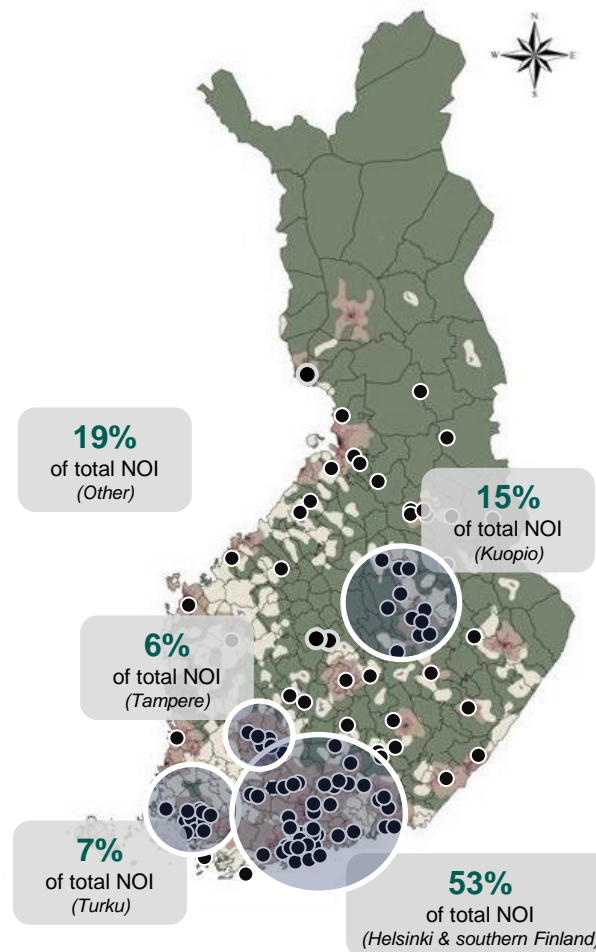 N
W E
S
19%
of total NOI
(Other)
15%
of total NOI
(Kuopio)
6%
of total NOI
(Tampere)
7%
of total NOI
(Turku)
53%
of total NOI
(Helsinki & southern Finland)